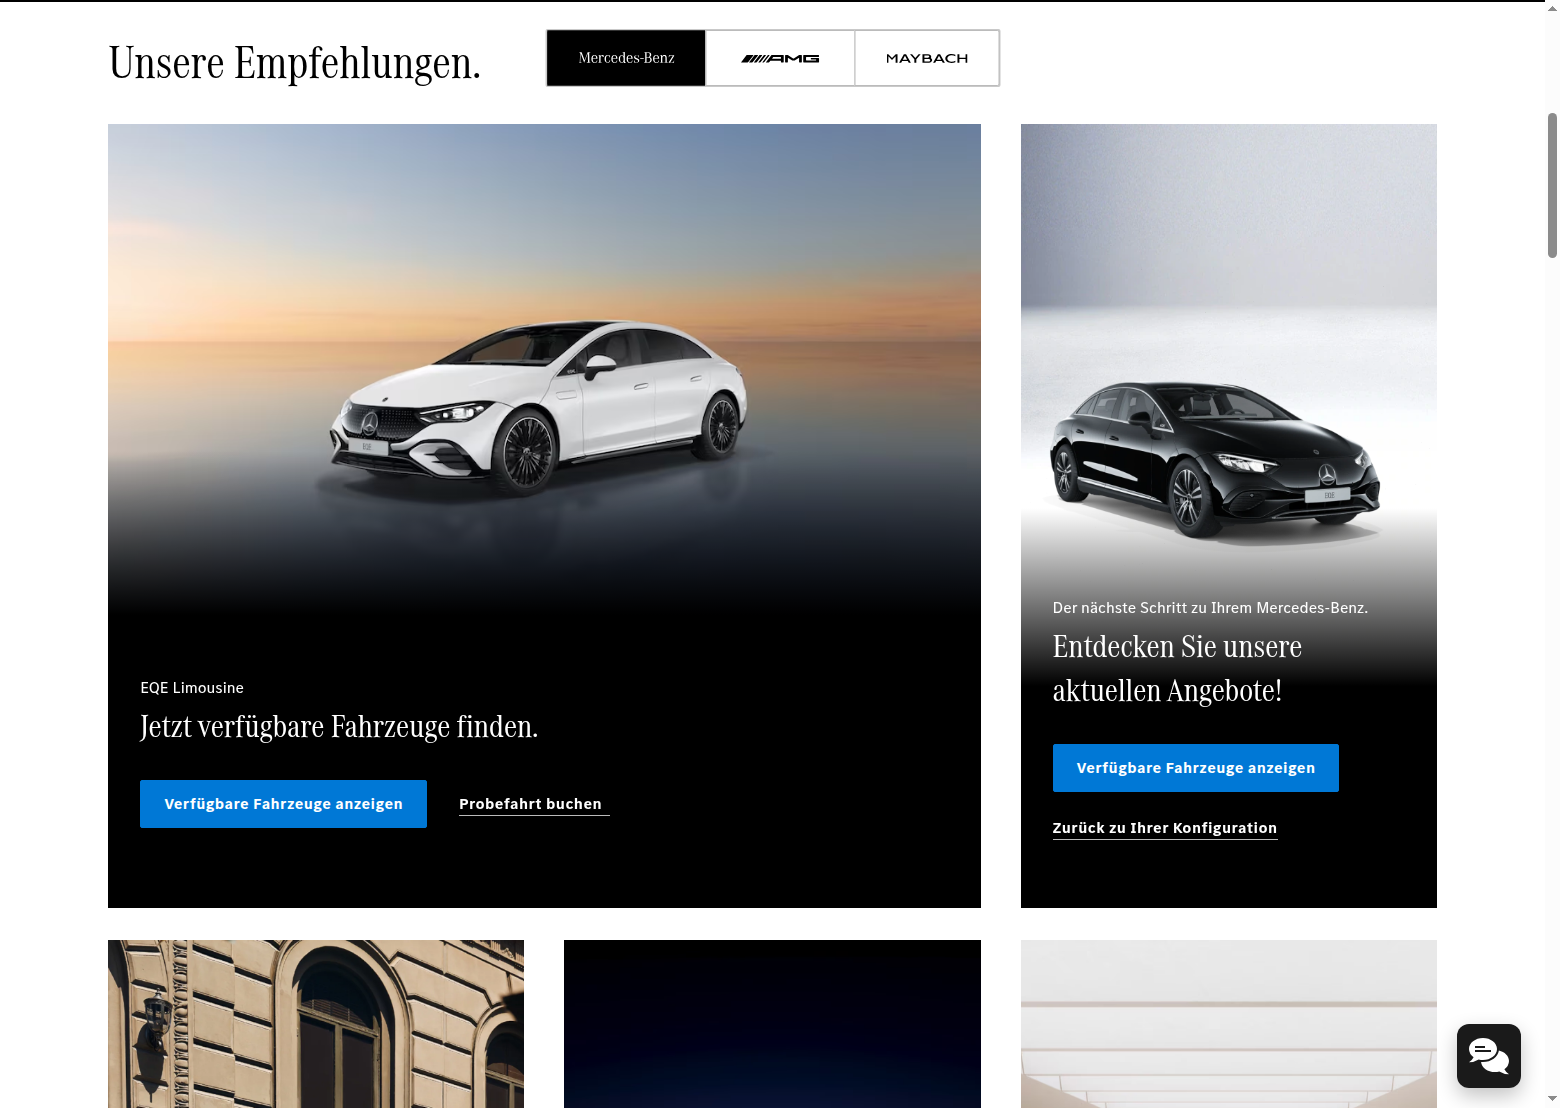 Unsere Empfehlungen.
Mercedes-Benz
AMG
MAYBACH
EQE Limousine
Jetzt verfügbare Fahrzeuge finden.
Verfügbare Fahrzeuge anzeigen
Probefahrt buchen
EQE
Der nächste Schritt zu Ihrem Mercedes-Benz.
Entdecken Sie unsere
aktuellen Angebote!
Verfügbare Fahrzeuge anzeigen
Zurück zu Ihrer Konfiguration